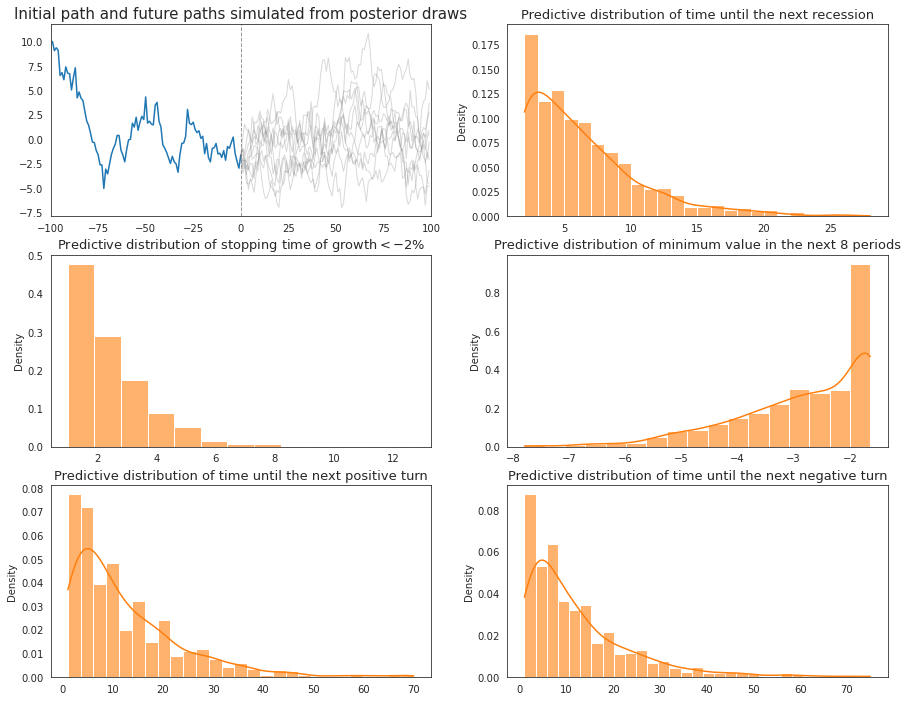 Initial path and future paths simulated from posterior draws
10.0
7.5
5.0
2.5
0.0
−2.5
−5.0
−7.5
−100 −75 −50 −25 0 25 50 75 100
Predictive distribution of time until the next recession
Density
0.175
0.150
0.125
0.100
0.075
0.050
0.025
0.000
5 10 15 20 25
Predictive distribution of stopping time of growth < −2%
Density
0.5
0.4
0.3
0.2
0.1
0.0
2 4 6 8 10 12
Predictive distribution of minimum value in the next 8 periods
Density
0.8
0.6
0.4
0.2
0.0
−8 −7 −6 −5 −4 −3 −2
Predictive distribution of time until the next positive turn
Density
0.08
0.07
0.06
0.05
0.04
0.03
0.02
0.01
0.00
0 10 20 30 40 50 60 70
Predictive distribution of time until the next negative turn
Density
0.08
0.06
0.04
0.02
0.00
0 10 20 30 40 50 60 70